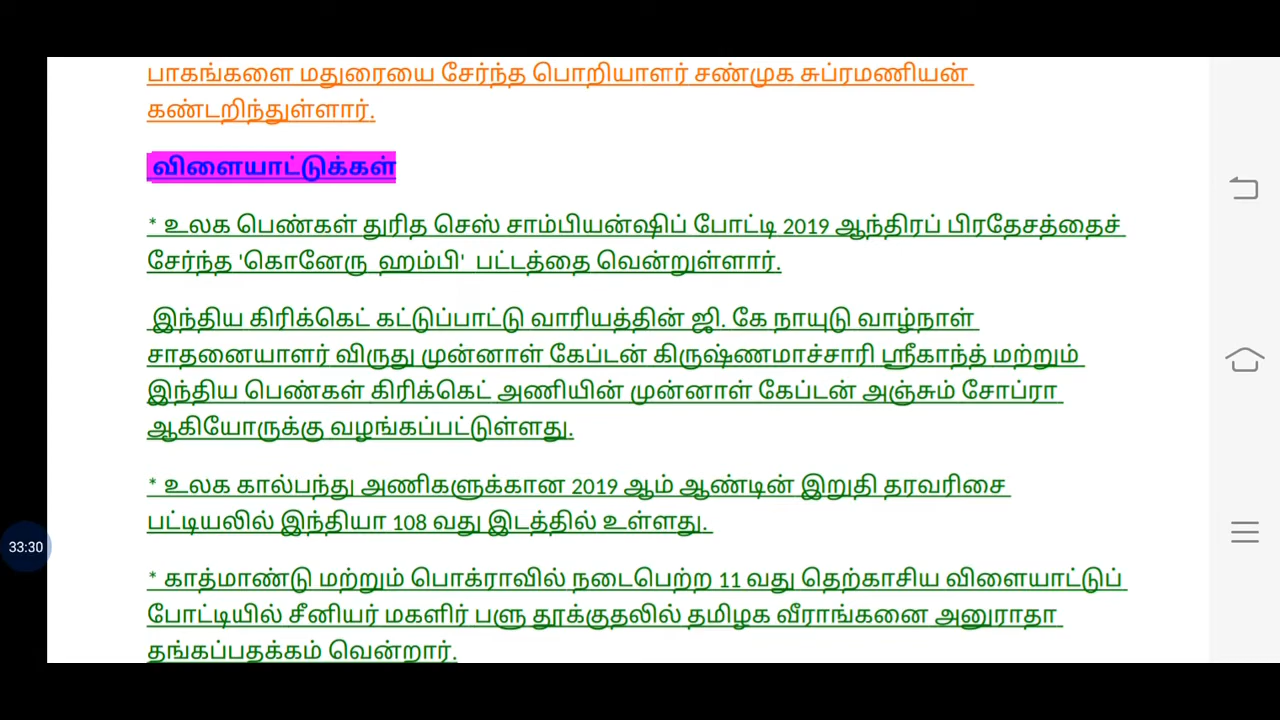 பாகங்களை மதுரையை சேர்ந்த பொறியாளர் சண்முக சுப்ரமணியன்
கண்டறிந்துள்ளார்.
விளையாட்டுக்கள்
* உலக பெண்கள் துரித செஸ் சாம்பியன்ஷிப் போட்டி 2019 ஆந்திரப் பிரதேசத்தைச்
சேர்ந்த 'கொனேரு ஹம்பி' பட்டத்தை வென்றுள்ளார்.
இந்திய கிரிக்கெட் கட்டுப்பாட்டு வாரியத்தின் ஜி. கே நாயுடு வாழ்நாள்
சாதனையாளர் விருது முன்னாள் கேப்டன் கிருஷ்ணமாச்சாரி ஸ்ரீகாந்த் மற்றும்
இந்திய பெண்கள் கிரிக்கெட் அணியின் முன்னாள் கேப்டன் அஞ்சும் சோப்ரா
ஆகியோருக்கு வழங்கப்பட்டுள்ளது.
* உலக கால்பந்து அணிகளுக்கான 2019 ஆம் ஆண்டின் இறுதி தரவரிசை
பட்டியலில் இந்தியா 108 வது இடத்தில் உள்ளது.
* காத்மாண்டு மற்றும் பொக்ராவில் நடைபெற்ற 11 வது தெற்காசிய விளையாட்டுப்
போட்டியில் சீனியர் மகளிர் பளு தூக்குதலில் தமிழக வீராங்கனை அனுராதா
தங்கப்பதக்கம் வென்றார்.
33:30